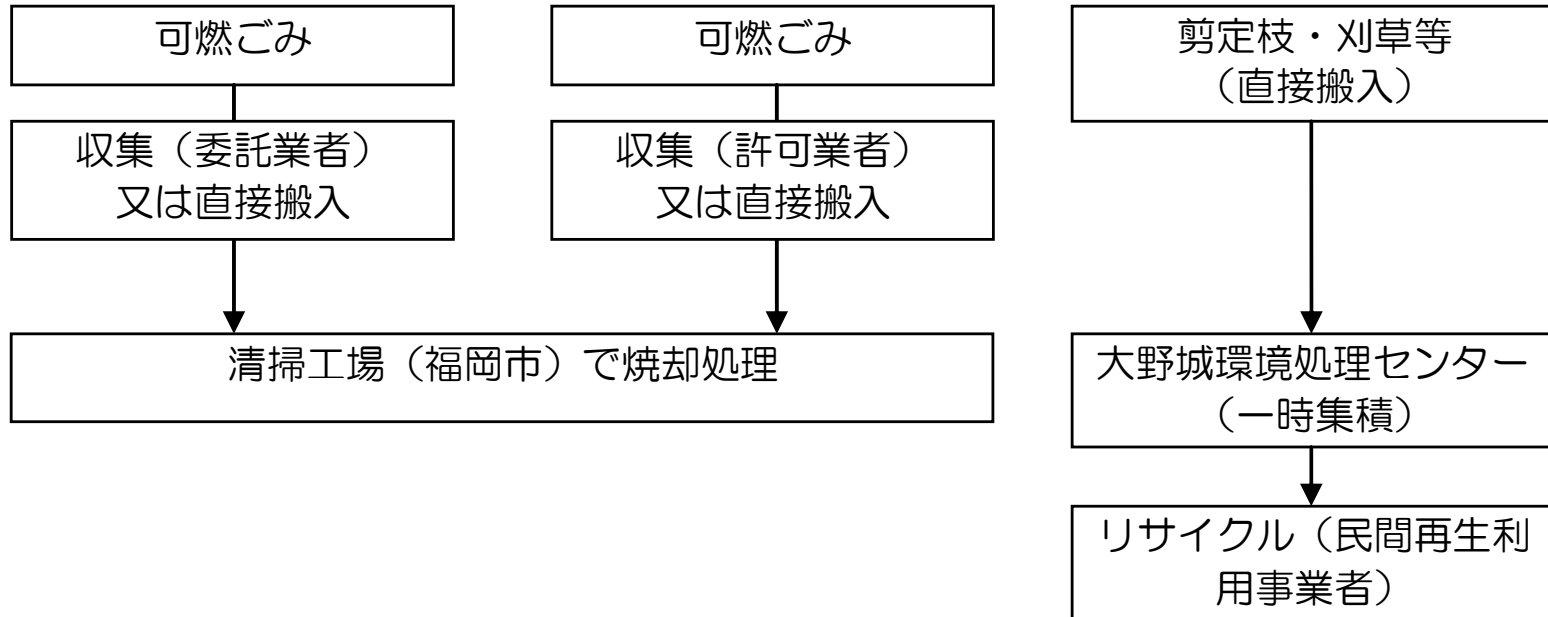 可燃ごみ
収集（委託業者）
又は直接搬入
可燃ごみ
収集（許可業者）
又は直接搬入
清掃工場（福岡市）で焼却処理
剪定枝・刈草等
（直接搬入）
大野城環境処理センター
（一時集積）
リサイクル（民間再生利
用事業者）